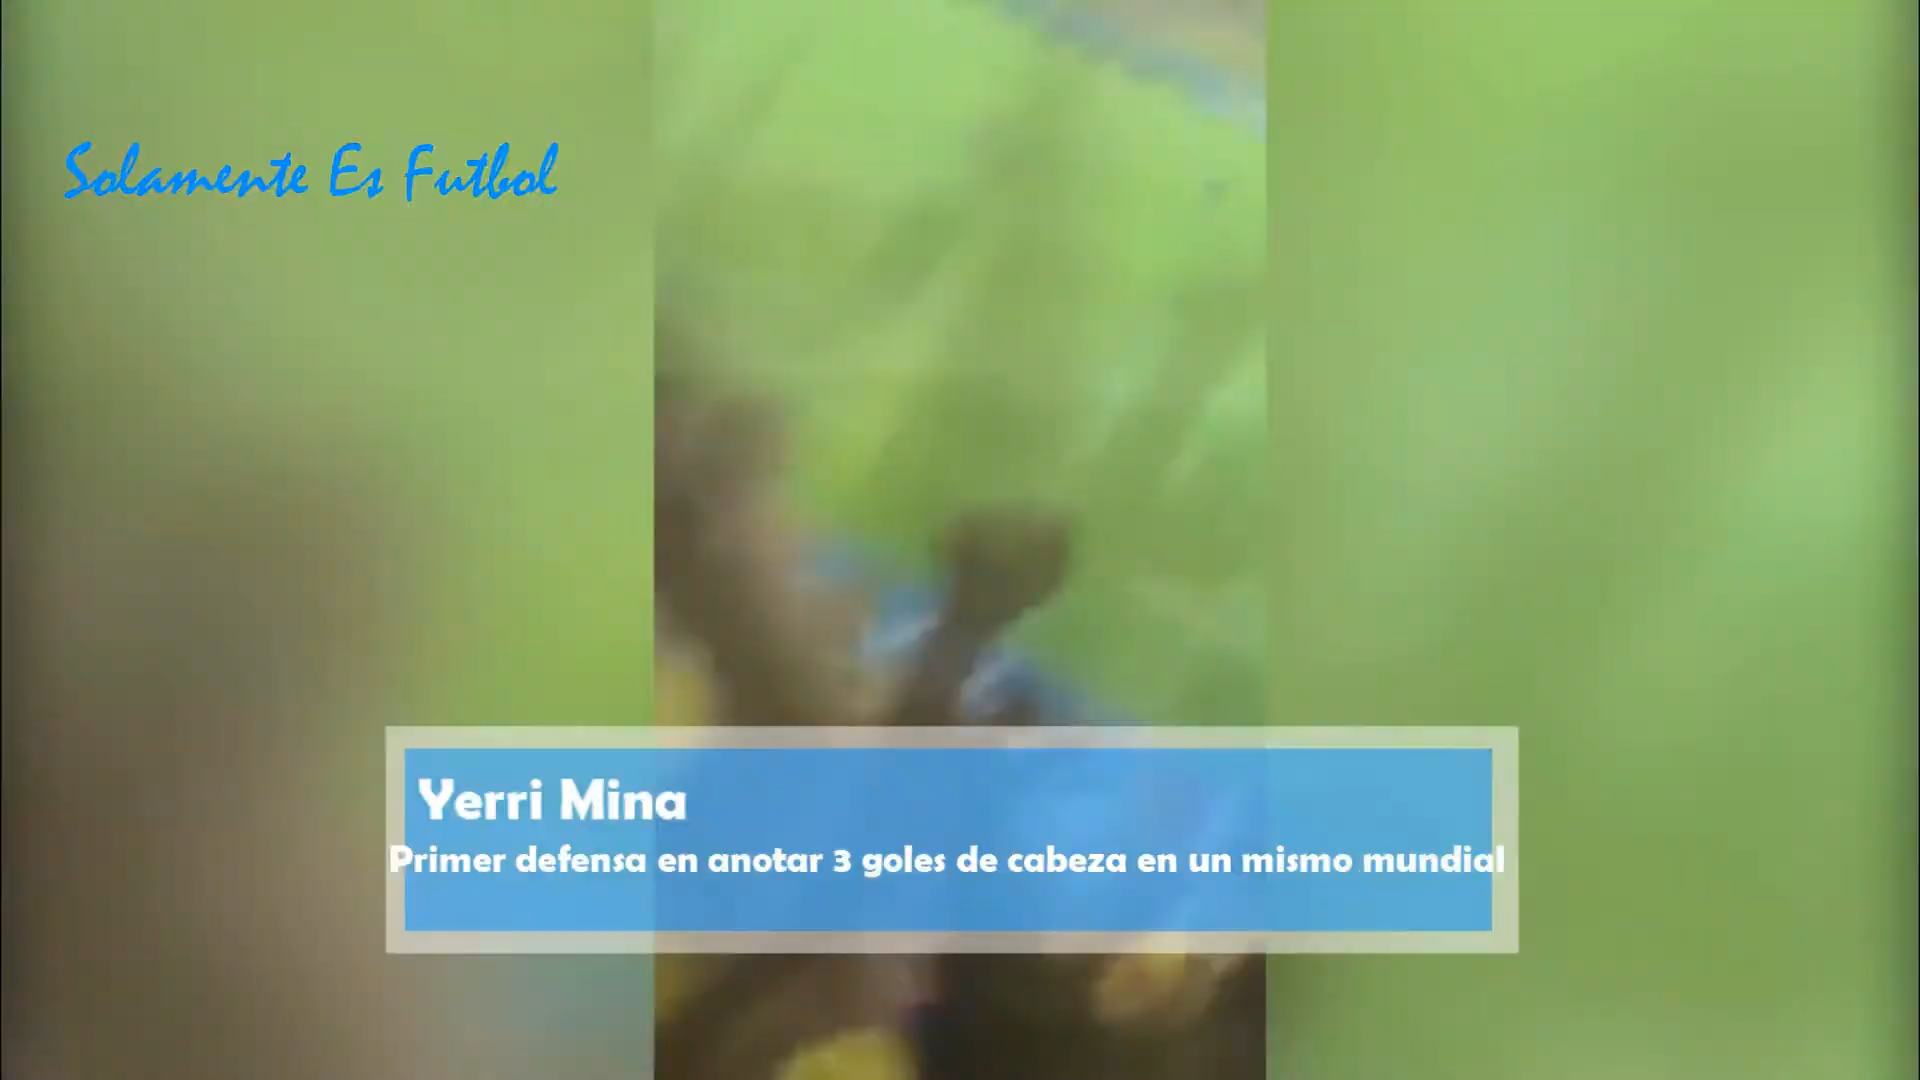 Solamente Es Futbol
Yerri Mina
Primer defensa en anotar 3 goles de cabeza en un mismo mundial